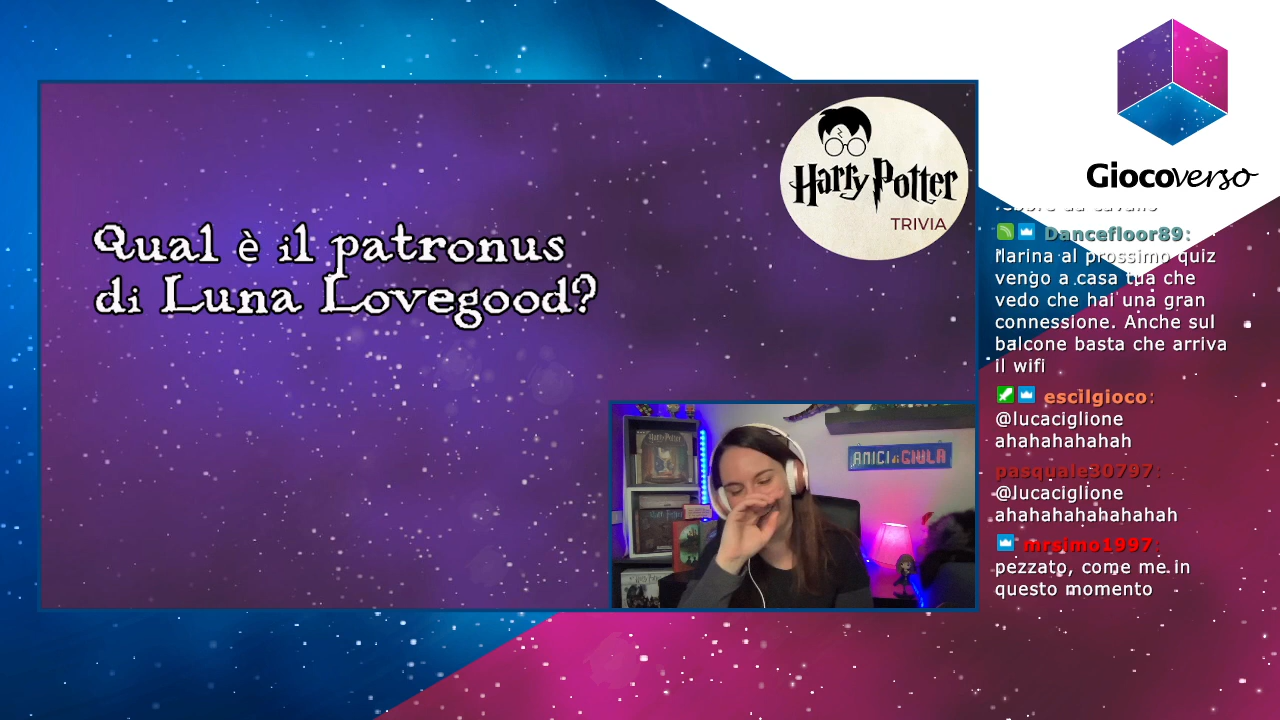 Qual è il patronus
di Luna Lovegood?
Harry Potter
TRIVIA
Giocoverso
Dancefloor89:
Marina al prossimo quiz
vengo a casa tua che
vedo che hai una gran
connessione. Anche sul
balcone basta che arriva
il wifi
escilgioco:
@lucaciglione
ahahahahahah
pasquale30797:
@lucaciglione
ahahahahahahahah
mrsimo1997:
pezzato, come me in
questo momento
AMICI di GIULA
Harry Potter